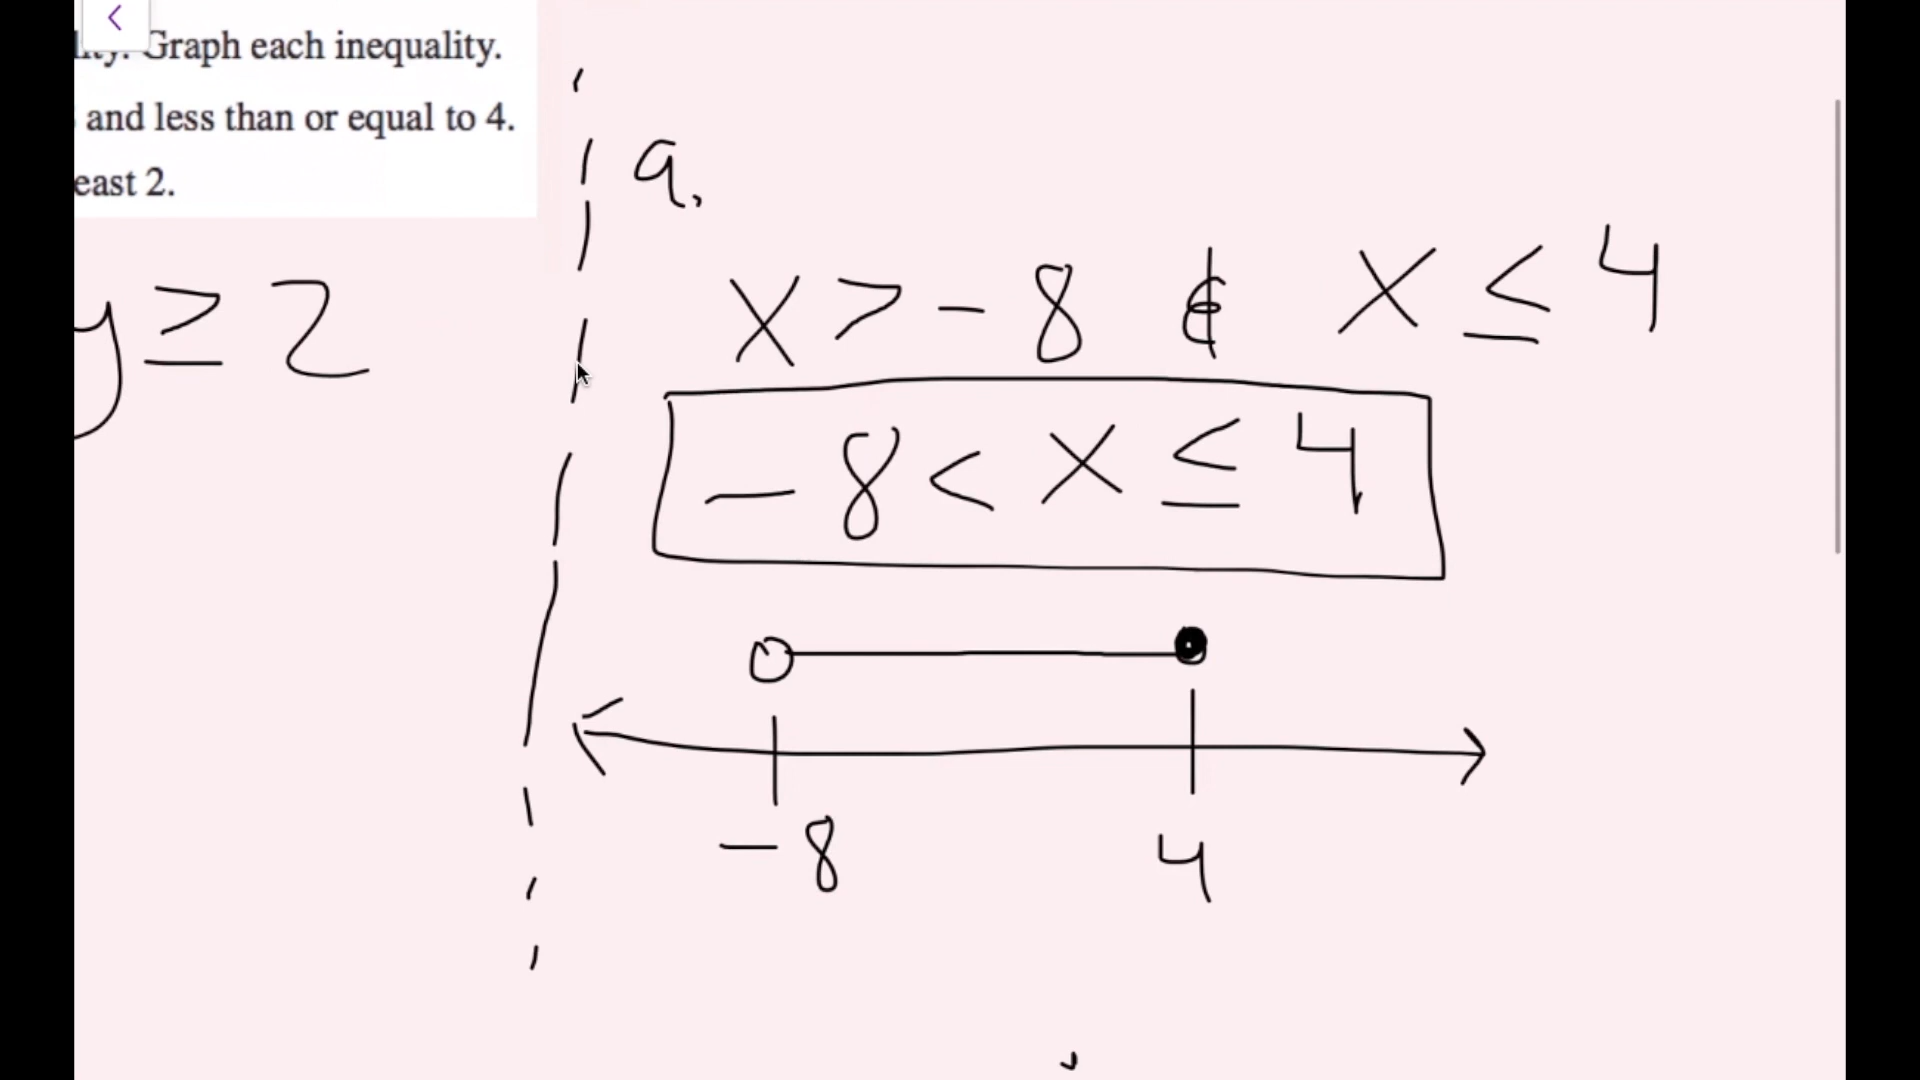 Graph each inequality.
and less than or equal to 4.
east 2.
a.
y ≥ 2
x > -8 & x ≤ 4
-8 < x ≤ 4
-8 4